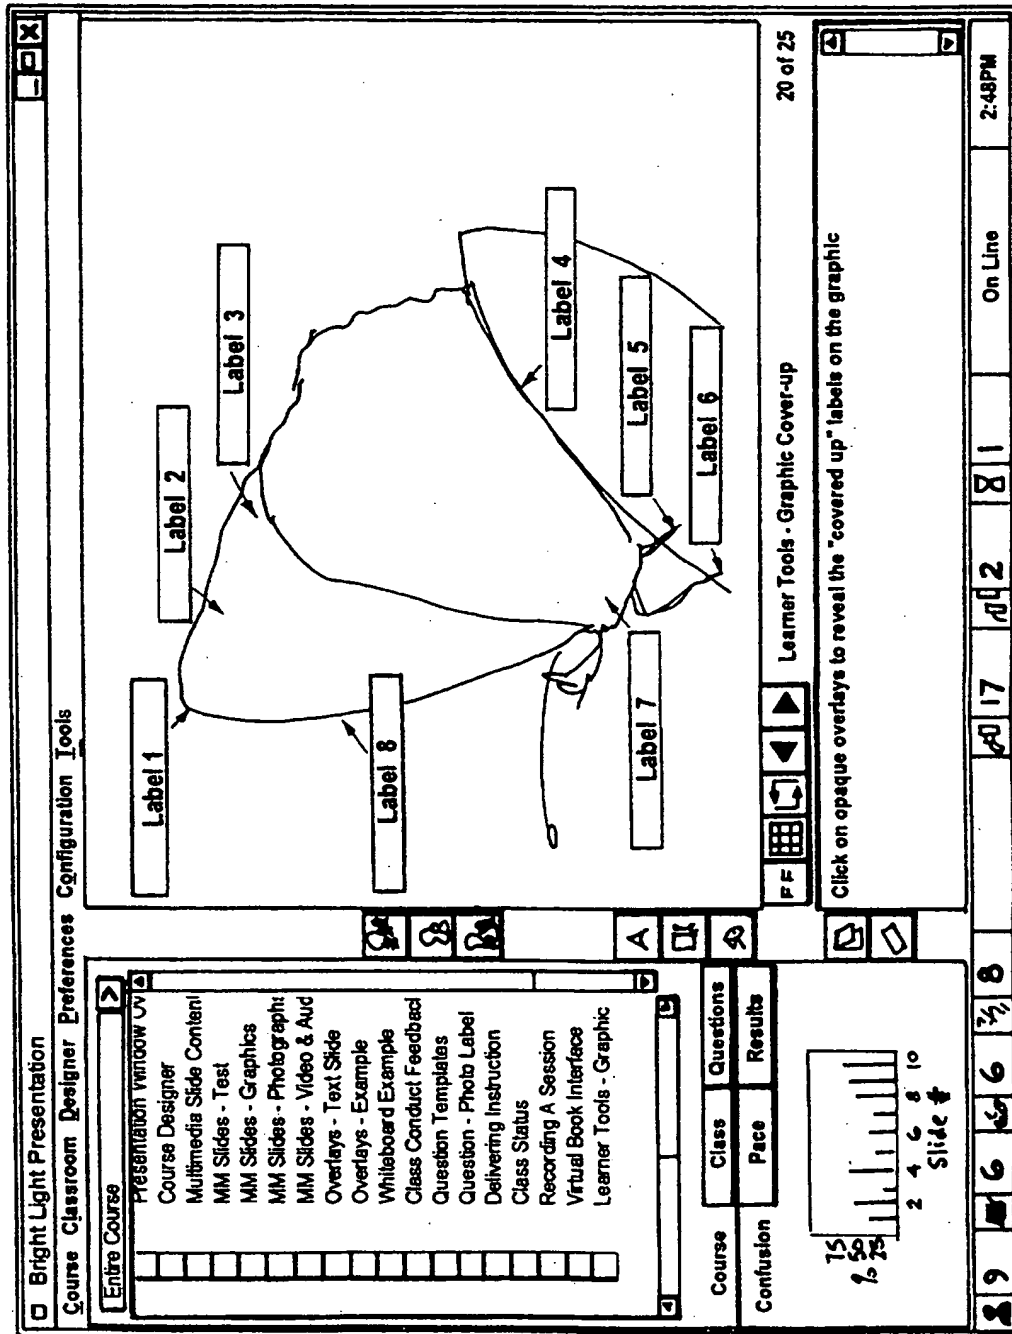 Bright Light Presentation
Course Classroom Designer Preferences Configuration Tools
Entire Course
Presentation Window Ov
Course Designer
Multimedia Slide Content
MM Slides - Test
MM Slides - Graphics
MM Slides - Photographs
MM Slides - Video & Aud
Overlays - Text Slide
Overlays - Example
Whiteboard Example
Class Conduct Feedback
Question Templates
Question - Photo Label
Delivering Instruction
Class Status
Recording A Session
Virtual Book Interface
Learner Tools - Graphic
Course Class Questions
Confusion Pace Results
75
% 50
25
2 4 6 8 10
Slide #
A
Label 1
Label 2
Label 3
Label 4
Label 5
Label 6
Label 7
Label 8
FF
Learner Tools - Graphic Cover-up
20 of 25
Click on opaque overlays to reveal the "covered up" labels on the graphic
9 6 6 8 17 2 1 On Line 2:48PM